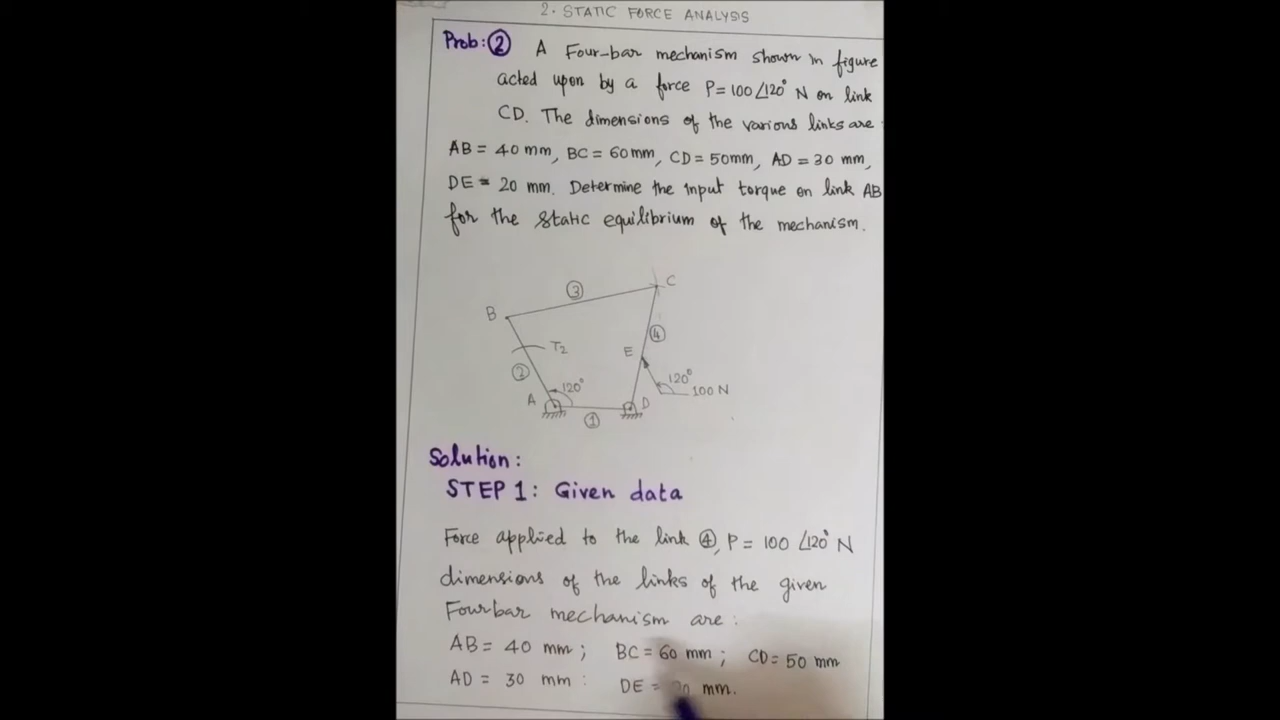 2. STATIC FORCE ANALYSIS
Prob: 2 A Four-bar mechanism shown in figure
acted upon by a force P = 100 ∠120° N on link
CD. The dimensions of the various links are:
AB = 40 mm, BC = 60 mm, CD = 50mm, AD = 30 mm,
DE = 20 mm. Determine the input torque on link AB
for the static equilibrium of the mechanism.
C
3
B
4
T2
E
2
120°
120°
100 N
A
D
1
Solution:
STEP 1: Given data
Force applied to the link 4, P = 100 ∠120° N
dimensions of the links of the given
Fourbar mechanism are:
AB = 40 mm; BC = 60 mm; CD = 50 mm
AD = 30 mm: DE = mm.